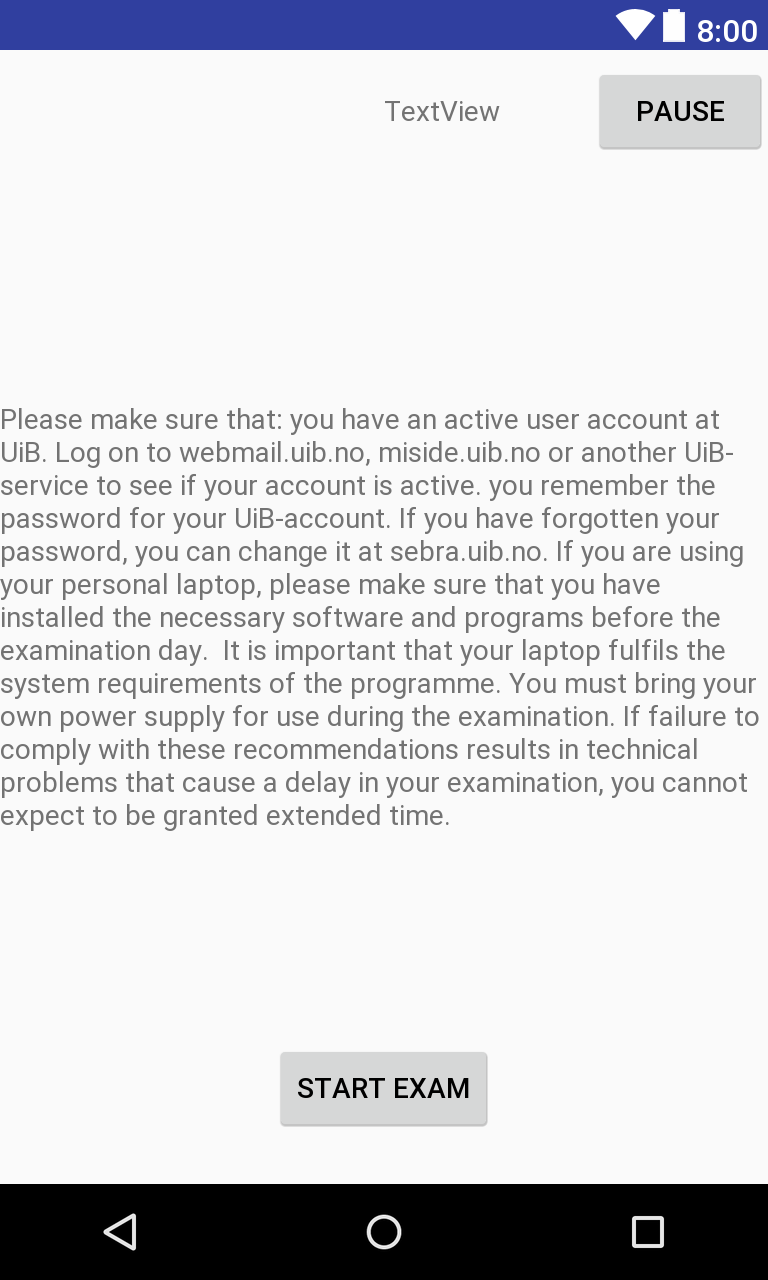 8:00
TextView
PAUSE
Please make sure that: you have an active user account at
UiB. Log on to webmail.uib.no, miside.uib.no or another UiB-
service to see if your account is active. you remember the
password for your UiB-account. If you have forgotten your
password, you can change it at sebra.uib.no. If you are using
your personal laptop, please make sure that you have
installed the necessary software and programs before the
examination day.  It is important that your laptop fulfils the
system requirements of the programme. You must bring your
own power supply for use during the examination. If failure to
comply with these recommendations results in technical
problems that cause a delay in your examination, you cannot
expect to be granted extended time.
START EXAM